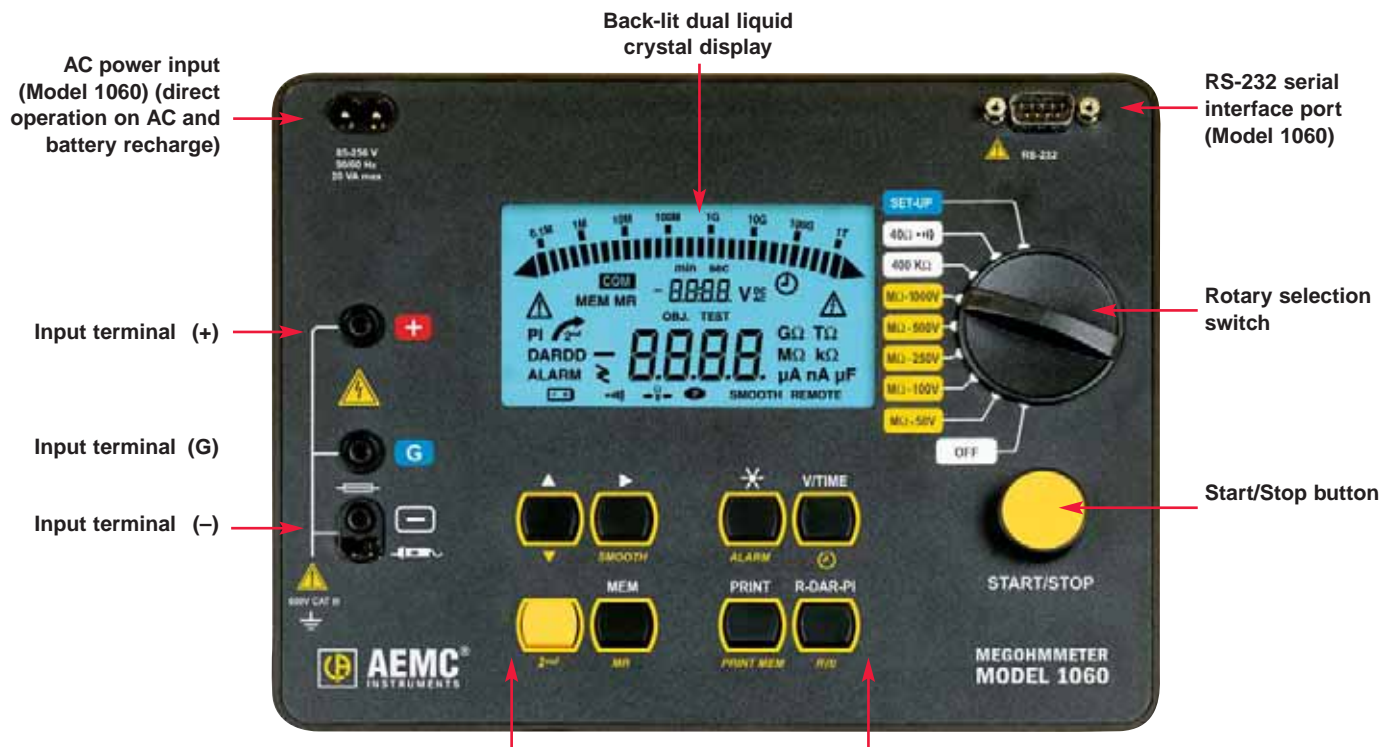 Back-lit dual liquid
crystal display
AC power input
(Model 1060) (direct
operation on AC and
battery recharge)
RS-232 serial
interface port
(Model 1060)
Input terminal (+)
Input terminal (G)
Input terminal (–)
Rotary selection
switch
Start/Stop button
85-256 V
50/60 Hz
RS-232
0.1M 1M 10M 100M 1G 10G 100G 1T
min sec
COM
MEM MR - 8.8:8.8 V DC AC
OBJ. TEST
PI 2nd
DARDD
ALARM
8.8.8.8
GΩ TΩ
MΩ kΩ
µA nA µF
SMOOTH REMOTE
SET-UP
40Ω
400 KΩ
MΩ-1000V
MΩ-500V
MΩ-250V
MΩ-100V
MΩ-50V
OFF
+
G
−
600V CAT III
V/TIME
SMOOTH
ALARM
MEM
PRINT
R-DAR-PI
2nd
MR
PRINT MEM
R(t)
START/STOP
AEMC®
INSTRUMENTS
MEGOHMMETER
MODEL 1060